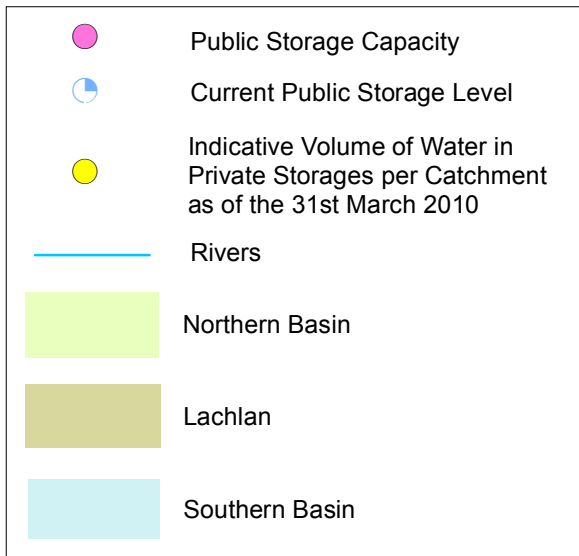 Public Storage Capacity
Current Public Storage Level
Indicative Volume of Water in
Private Storages per Catchment
as of the 31st March 2010
Rivers
Northern Basin
Lachlan
Southern Basin